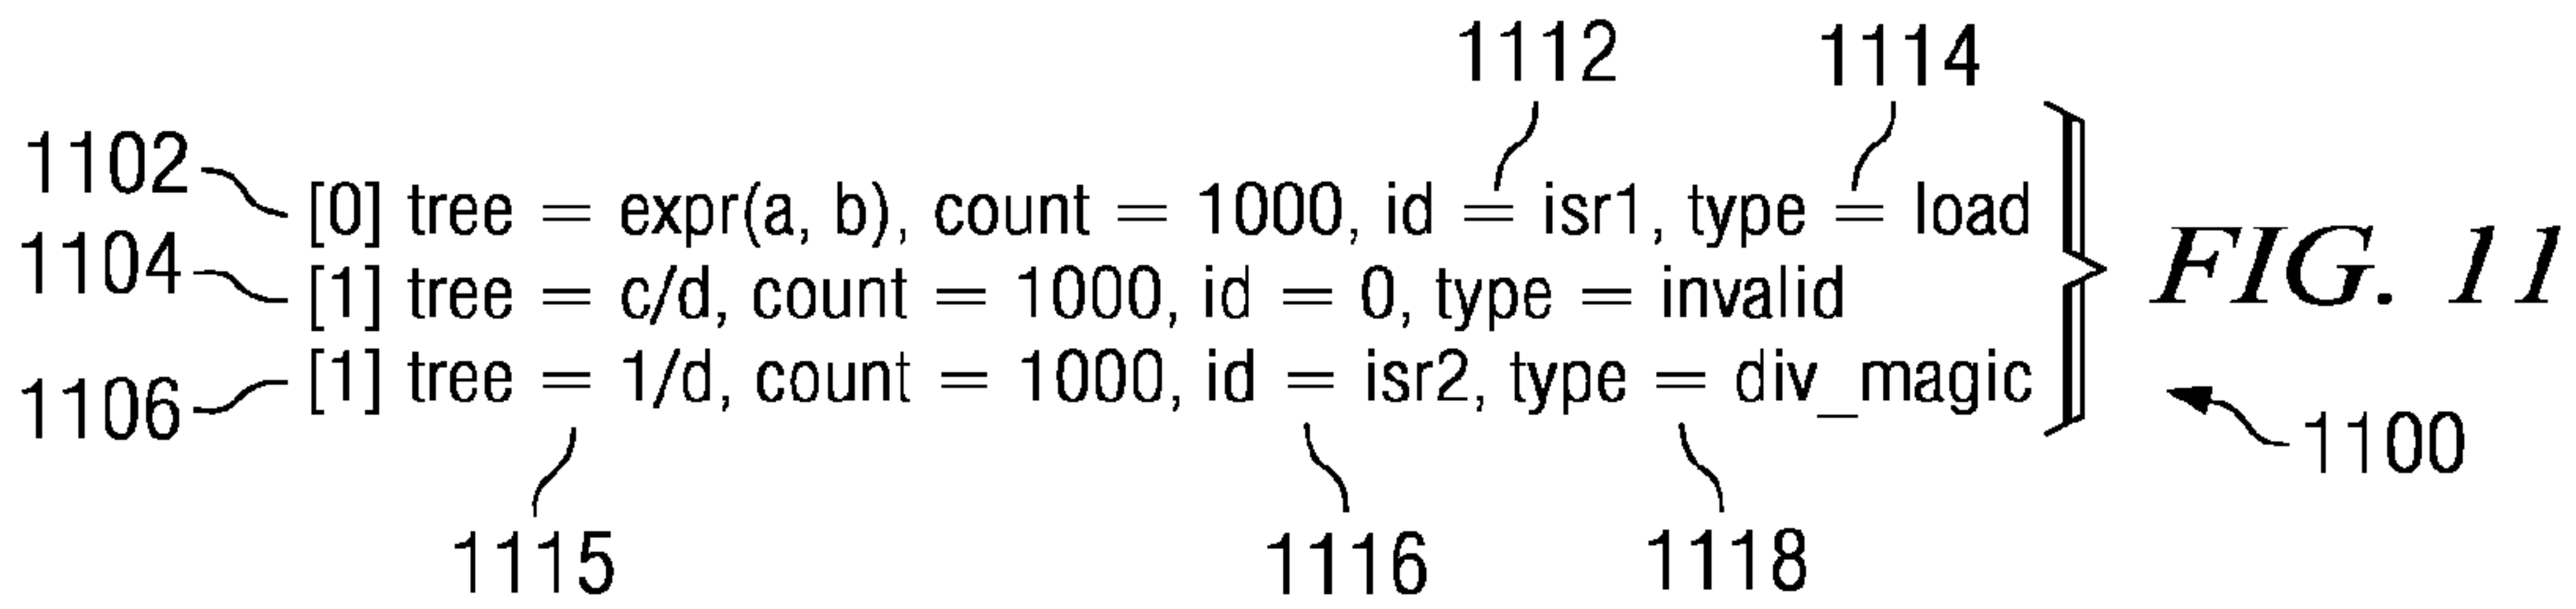 1112 1114
1102
[0] tree = expr(a, b), count = 1000, id = isr1, type = load
1104
[1] tree = c/d, count = 1000, id = 0, type = invalid
FIG. 11
1106
[1] tree = 1/d, count = 1000, id = isr2, type = div_magic
1100
1115 1116 1118